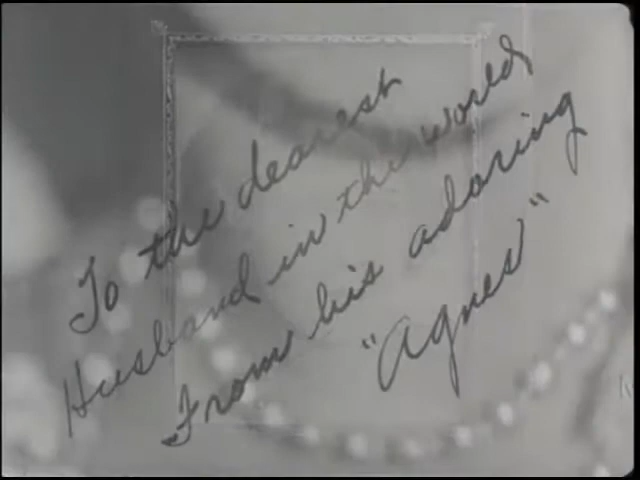 To the dearest
Husband in the world
From his adoring
"Agnes"